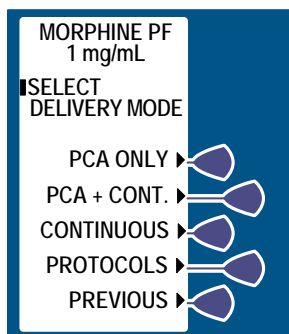 MORPHINE PF
1 mg/mL
SELECT
DELIVERY MODE
PCA ONLY
PCA + CONT.
CONTINUOUS
PROTOCOLS
PREVIOUS